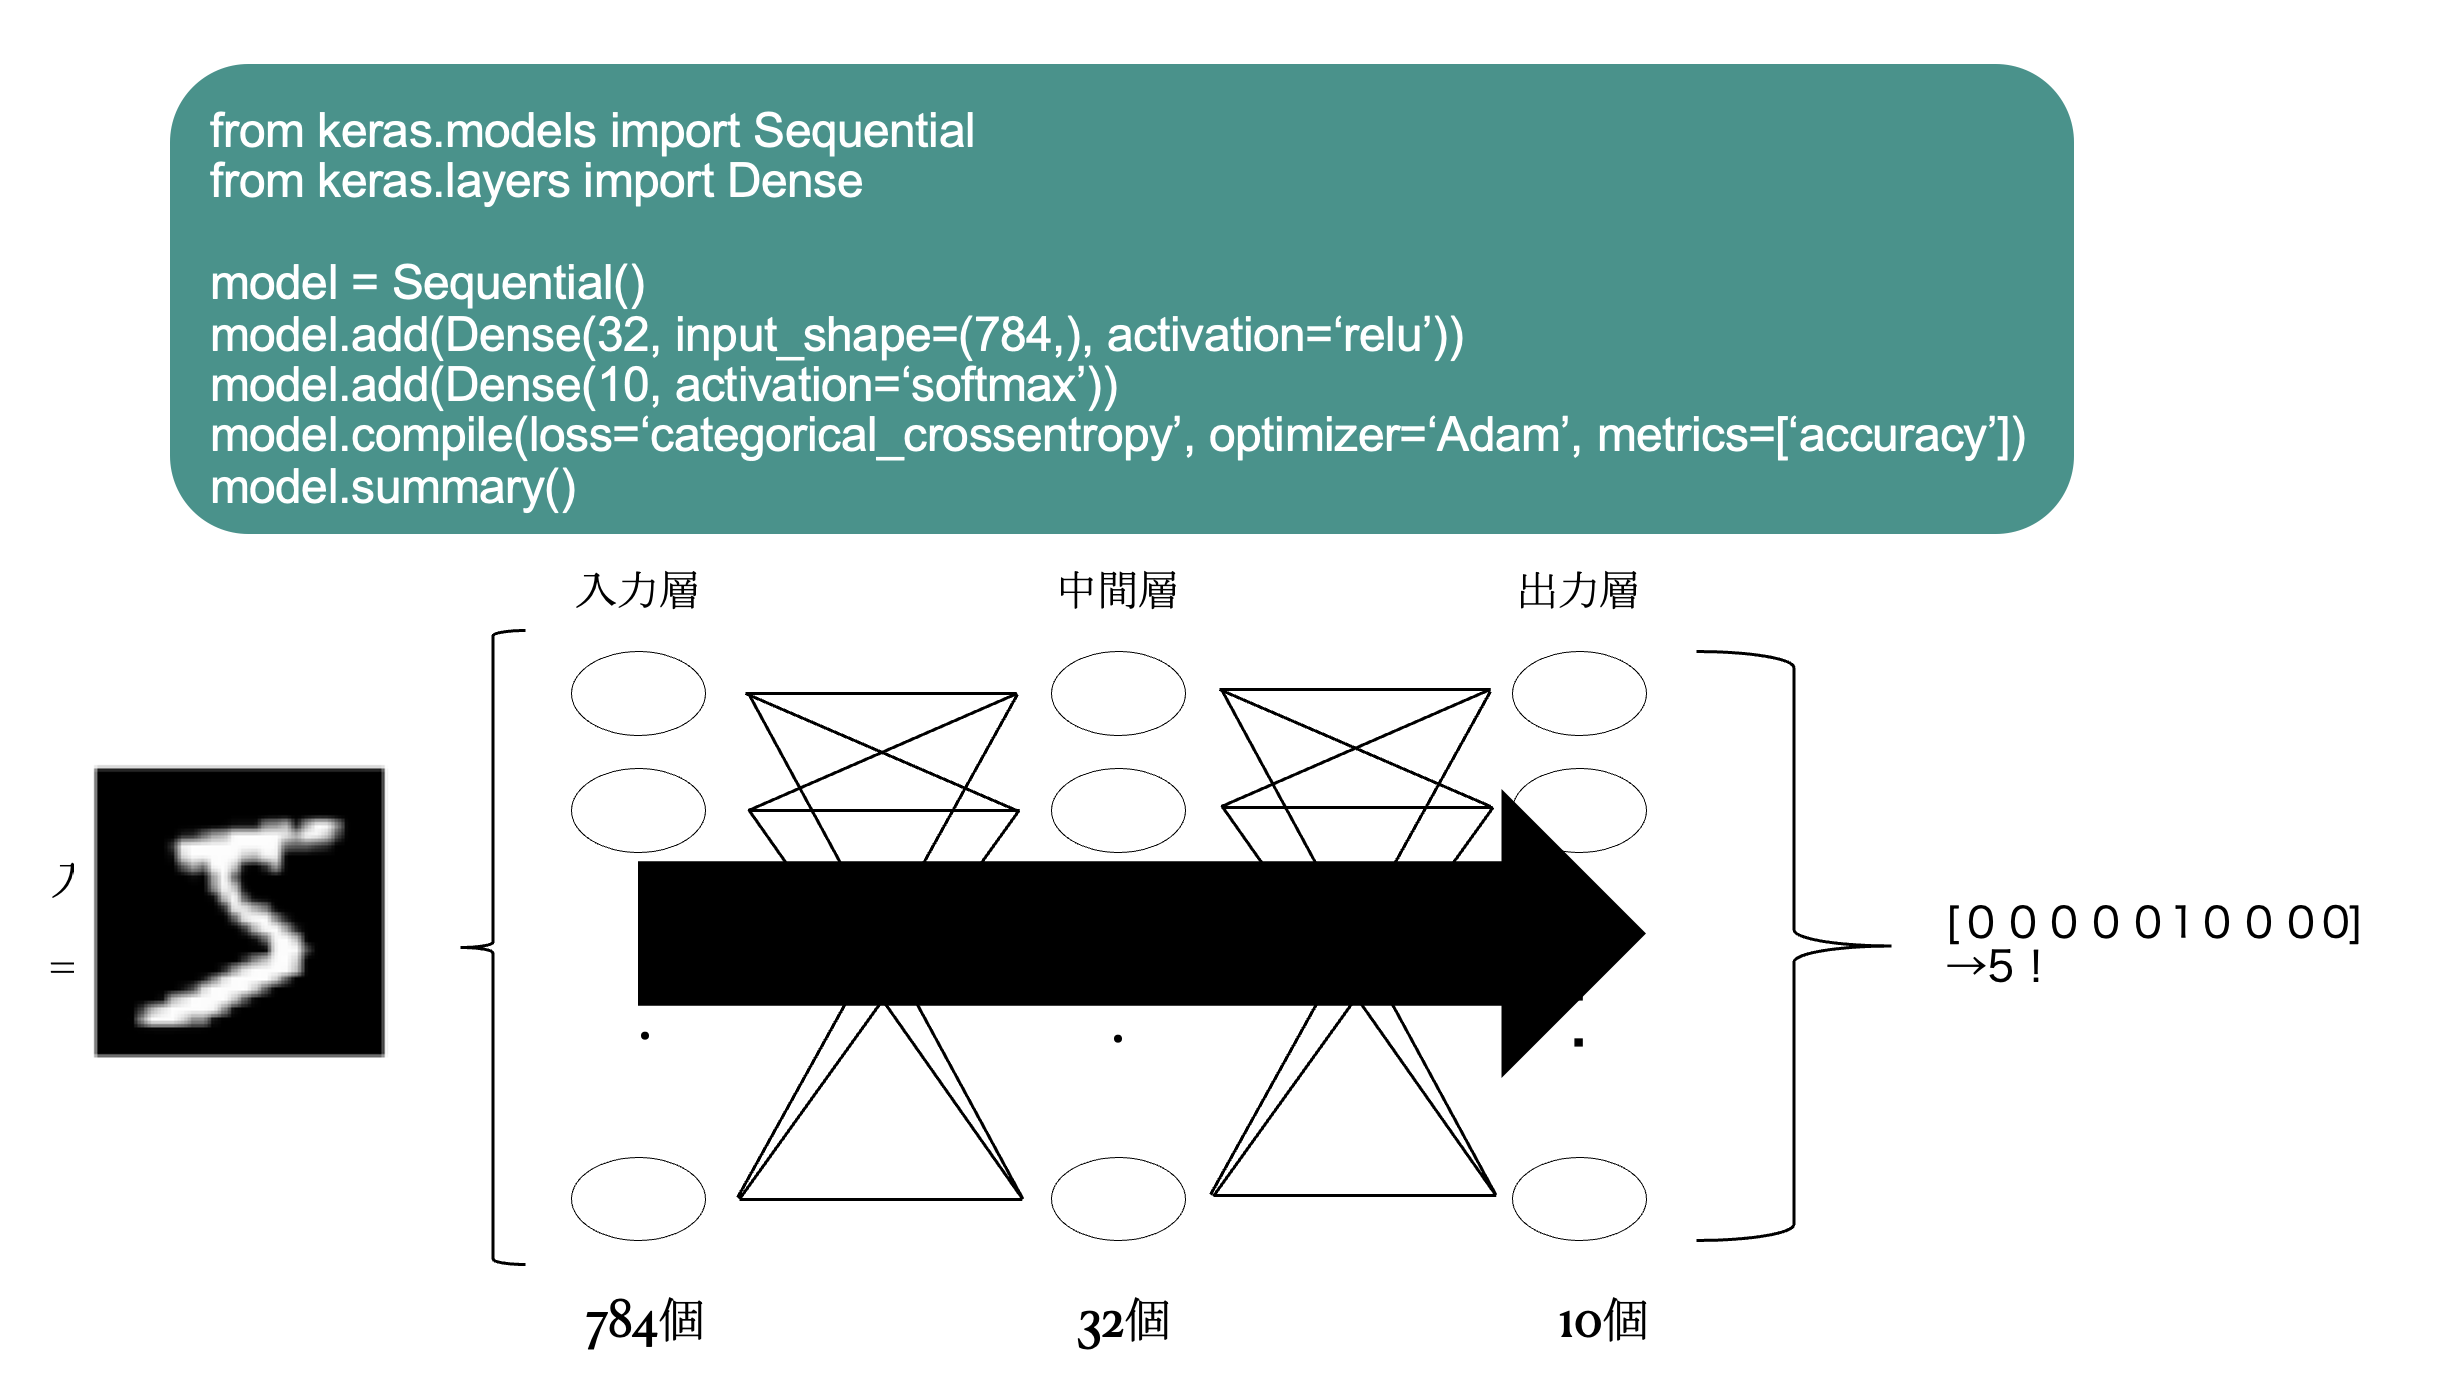 from keras.models import Sequential
from keras.layers import Dense
model = Sequential()
model.add(Dense(32, input_shape=(784,), activation=‘relu’))
model.add(Dense(10, activation=‘softmax’))
model.compile(loss=‘categorical_crossentropy’, optimizer=‘Adam’, metrics=[‘accuracy’])
model.summary()
入力層 中間層 出力層
=
[0 0 0 0 0 1 0 0 0 0]
→5！
784個 32個 10個